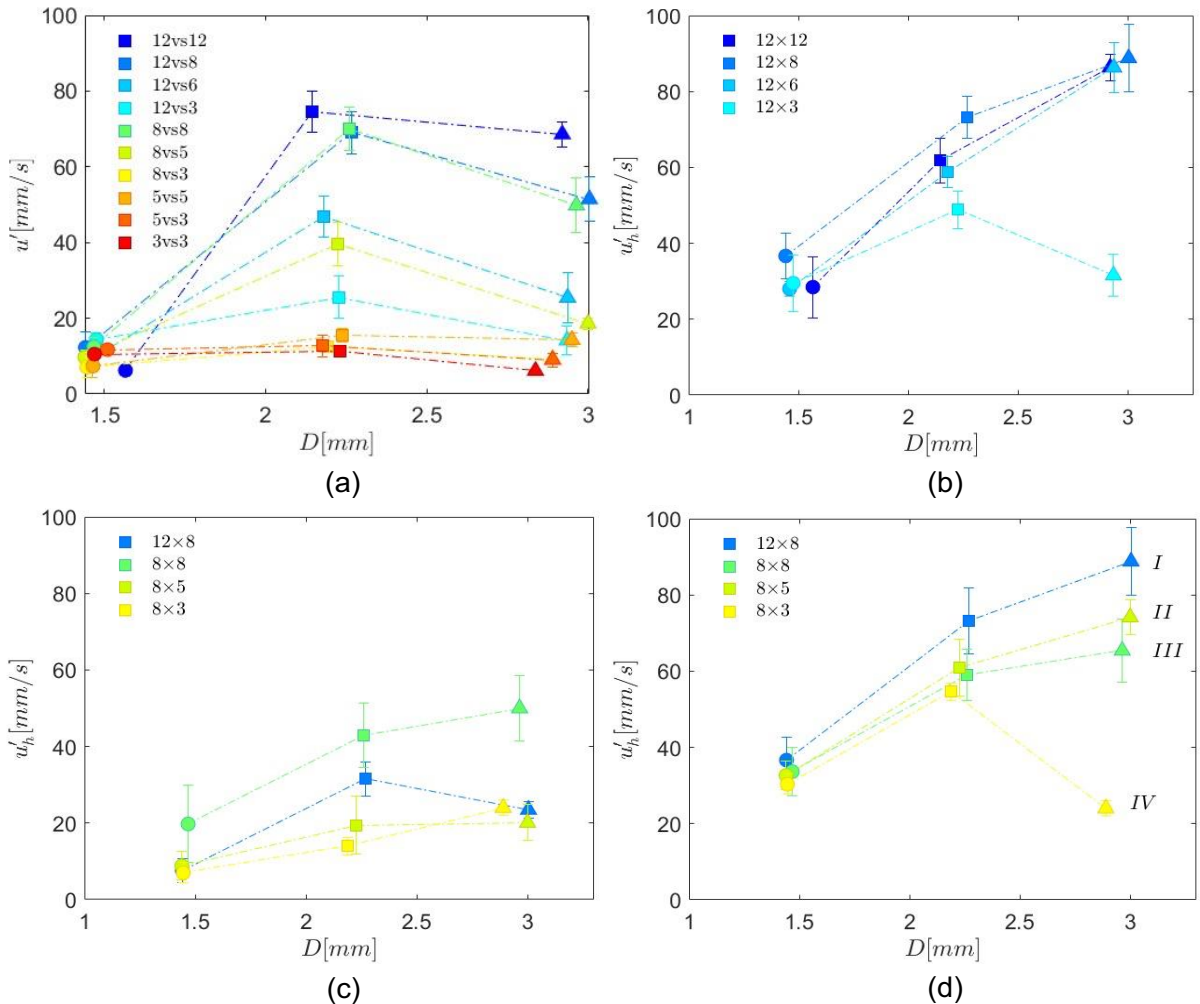 100
80
60
40
20
0
u′[mm/s]
12vs12
12vs8
12vs6
12vs3
8vs8
8vs5
8vs3
5vs5
5vs3
3vs3
1.5 2 2.5 3
D[mm]
(a)
100
80
60
40
20
0
u′h[mm/s]
12×12
12×8
12×6
12×3
1 1.5 2 2.5 3
D[mm]
(b)
100
80
60
40
20
0
u′h[mm/s]
12×8
8×8
8×5
8×3
1 1.5 2 2.5 3
D[mm]
(c)
100
80
60
40
20
0
u′h[mm/s]
12×8
8×8
8×5
8×3
I
II
III
IV
1 1.5 2 2.5 3
D[mm]
(d)